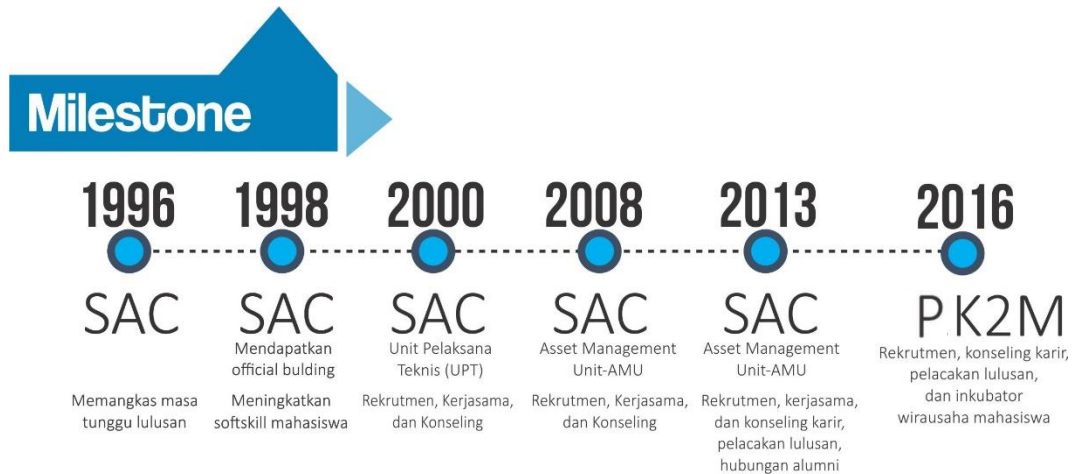 Milestone
1996
SAC
Memangkas masa
tunggu lulusan
1998
SAC
Mendapatkan
official bulding
Meningkatkan
softskill mahasiswa
2000
SAC
Unit Pelaksana
Teknis (UPT)
Rekrutmen, Kerjasama,
dan Konseling
2008
SAC
Asset Management
Unit-AMU
Rekrutmen, Kerjasama,
dan Konseling
2013
SAC
Asset Management
Unit-AMU
Rekrutmen, kerjasama,
dan konseling karir,
pelacakan lulusan,
hubungan alumni
2016
PK2M
Rekrutmen, konseling karir,
pelacakan lulusan,
dan inkubator
wirausaha mahasiswa